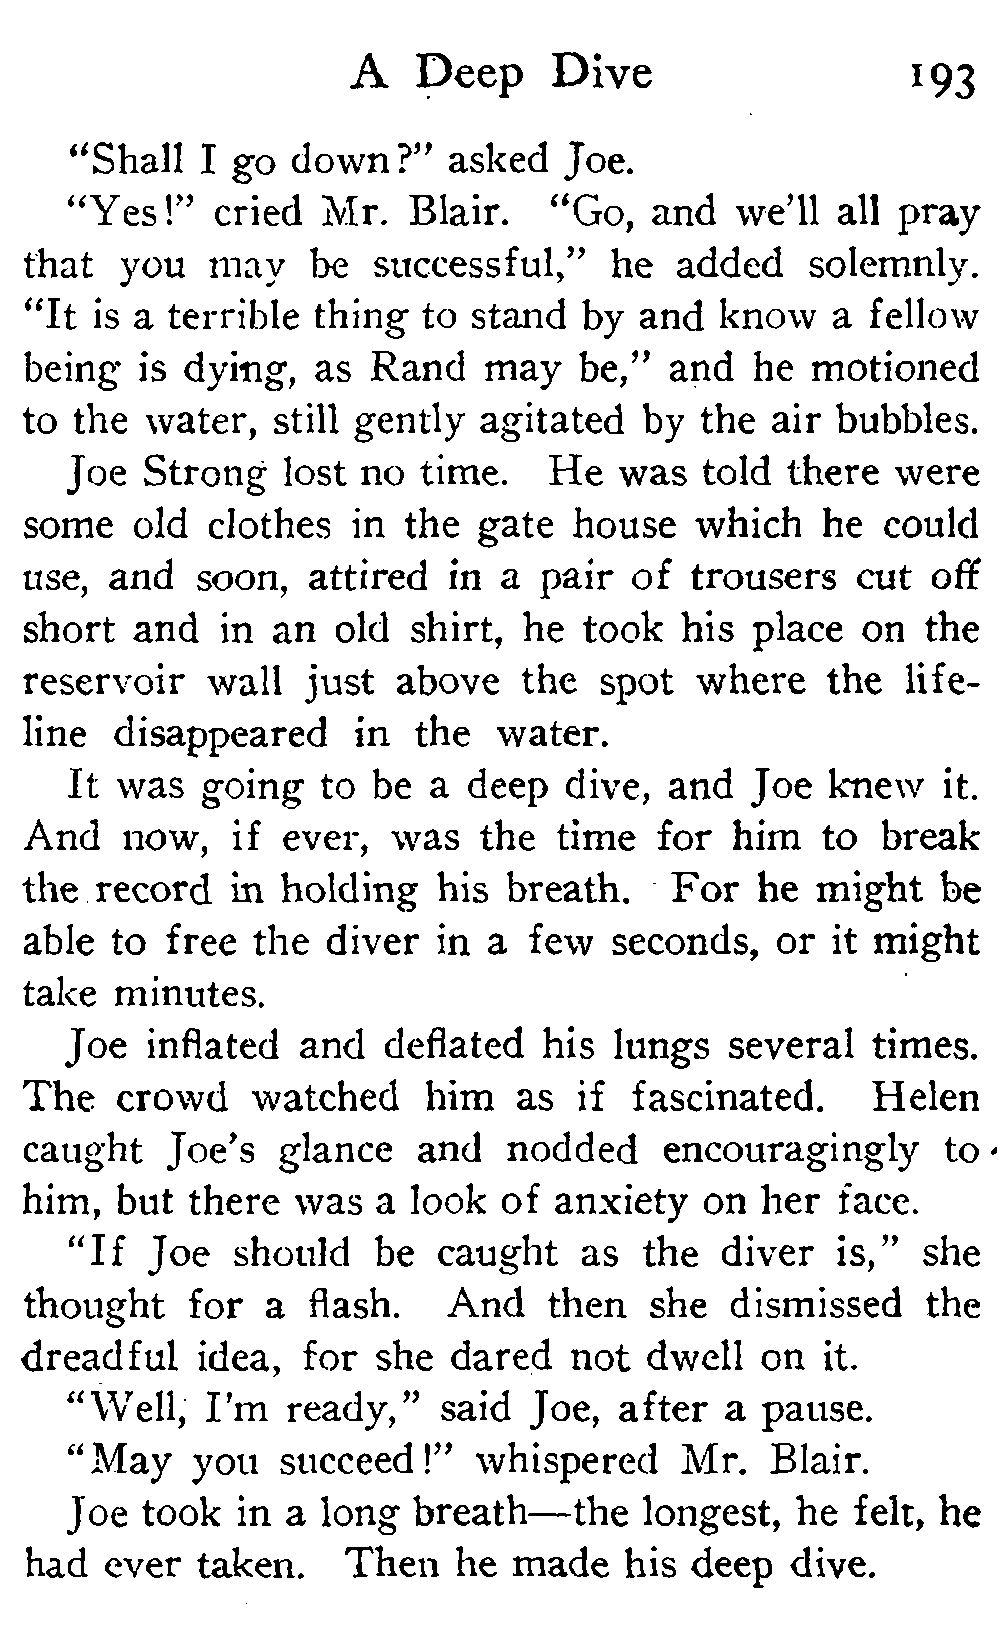 A Deep Dive 193
"Shall I go down?" asked Joe.
"Yes!" cried Mr. Blair. "Go, and we'll all pray
that you may be successful," he added solemnly.
"It is a terrible thing to stand by and know a fellow
being is dying, as Rand may be," and he motioned
to the water, still gently agitated by the air bubbles.
Joe Strong lost no time. He was told there were
some old clothes in the gate house which he could
use, and soon, attired in a pair of trousers cut off
short and in an old shirt, he took his place on the
reservoir wall just above the spot where the life-
line disappeared in the water.
It was going to be a deep dive, and Joe knew it.
And now, if ever, was the time for him to break
the record in holding his breath. For he might be
able to free the diver in a few seconds, or it might
take minutes.
Joe inflated and deflated his lungs several times.
The crowd watched him as if fascinated. Helen
caught Joe's glance and nodded encouragingly to
him, but there was a look of anxiety on her face.
"If Joe should be caught as the diver is," she
thought for a flash. And then she dismissed the
dreadful idea, for she dared not dwell on it.
"Well, I'm ready," said Joe, after a pause.
"May you succeed!" whispered Mr. Blair.
Joe took in a long breath—the longest, he felt, he
had ever taken. Then he made his deep dive.